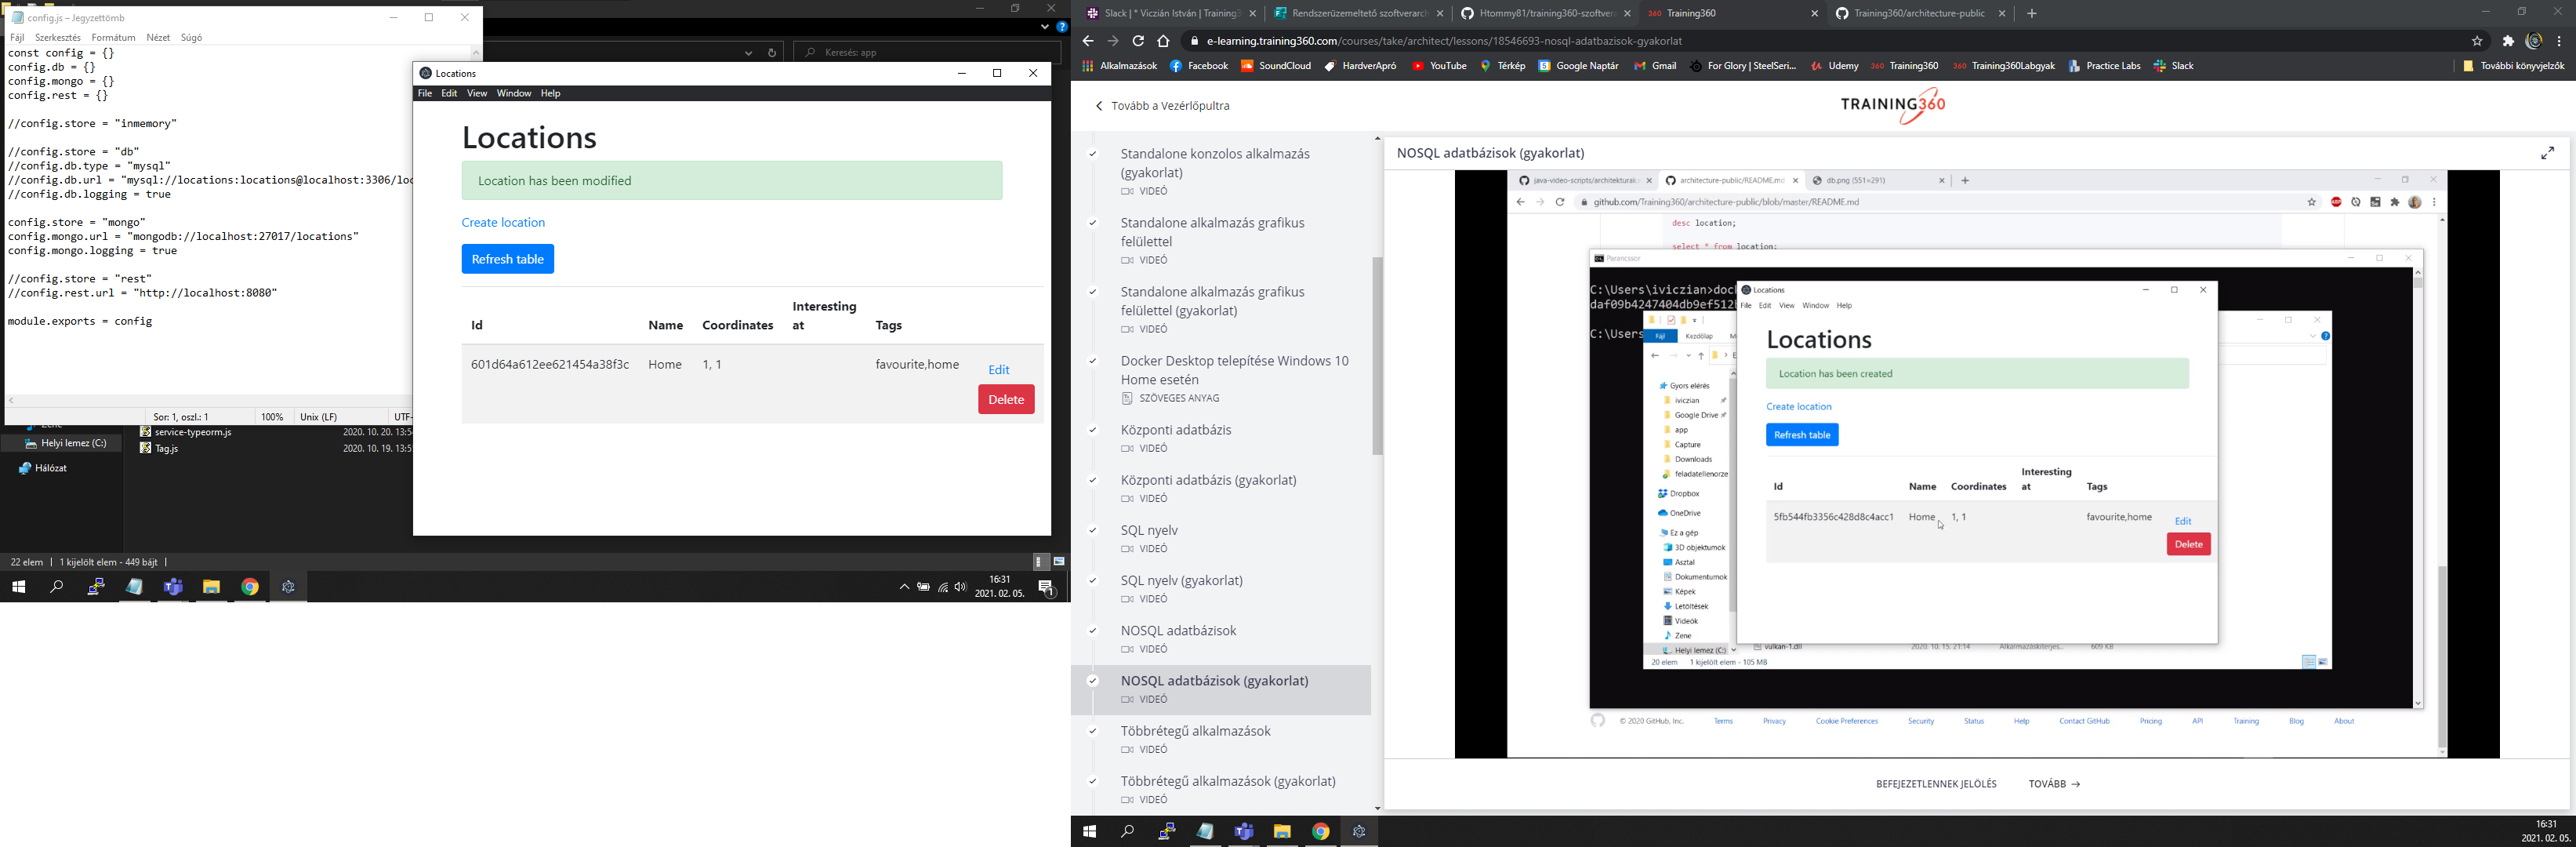 config.js – Jegyzettömb
Fájl Szerkesztés Formátum Nézet Súgó
const config = {}
config.db = {}
config.mongo = {}
config.rest = {}
//config.store = "inmemory"
//config.store = "db"
//config.db.type = "mysql"
//config.db.url = "mysql://locations:locations@localhost:3306/loc
//config.db.logging = true
config.store = "mongo"
config.mongo.url = "mongodb://localhost:27017/locations"
config.mongo.logging = true
//config.store = "rest"
//config.rest.url = "http://localhost:8080"
module.exports = config
Sor: 1, oszl.: 1 100% Unix (LF) UTF-
Keresés: app
Helyi lemez (C:)
Hálózat
service-typeorm.js 2020. 10. 20. 13:5
Tag.js 2020. 10. 19. 13:5
22 elem 1 kijelölt elem - 449 bájt
Locations
File Edit View Window Help
Locations
Location has been modified
Create location
Refresh table
Id Name Coordinates Interesting at Tags
601d64a612ee621454a38f3c Home 1, 1 favourite,home Edit
Delete
16:31
2021. 02. 05.
1
Slack | * Viczián István | Training3
Rendszerüzemeltető szoftverarch
Htommy81/training360-szoftver
Training360
Training360/architecture-public
e-learning.training360.com/courses/take/architect/lessons/18546693-nosql-adatbazisok-gyakorlat
Alkalmazások Facebook SoundCloud HardverApró YouTube Térkép Google Naptár Gmail For Glory | SteelSeri... Udemy Training360 Training360Labgyak Practice Labs Slack További könyvjelzők
Tovább a Vezérlőpultra
TRAINING360
Standalone konzolos alkalmazás
(gyakorlat)
VIDEÓ
Standalone alkalmazás grafikus
felülettel
VIDEÓ
Standalone alkalmazás grafikus
felülettel (gyakorlat)
VIDEÓ
Docker Desktop telepítése Windows 10
Home esetén
SZÖVEGES ANYAG
Központi adatbázis
VIDEÓ
Központi adatbázis (gyakorlat)
VIDEÓ
SQL nyelv
VIDEÓ
SQL nyelv (gyakorlat)
VIDEÓ
NOSQL adatbázisok
VIDEÓ
NOSQL adatbázisok (gyakorlat)
VIDEÓ
Többrétegű alkalmazások
VIDEÓ
Többrétegű alkalmazások (gyakorlat)
VIDEÓ
NOSQL adatbázisok (gyakorlat)
java-video-scripts/architekturak
architecture-public/README.md
db.png (551×291)
github.com/Training360/architecture-public/blob/master/README.md
desc location;
select * from location;
Parancssor
C:\Users\iviczian>doc
daf09b4247404db9ef512
C:\Users
Fájl Kezdőlap
Gyors elérés
iviczian
Google Drive
app
Capture
Downloads
feladatellenorze
Dropbox
OneDrive
Ez a gép
3D objektumok
Asztal
Dokumentumok
Képek
Letöltések
Videók
Zene
Helyi lemez (C:)
vulkan-1.dll 2020. 10. 15. 21:14 Alkalmazáskiterjes... 609 KB
20 elem 1 kijelölt elem - 105 MB
Locations
File Edit View Window Help
Locations
Location has been created
Create location
Refresh table
Id Name Coordinates Interesting at Tags
5fb544fb3356c428d8c4acc1 Home 1, 1 favourite,home Edit
Delete
© 2020 GitHub, Inc. Terms Privacy Cookie Preferences Security Status Help Contact GitHub Pricing API Training Blog About
BEFEJEZETLENNEK JELÖLÉS TOVÁBB
16:31
2021. 02. 05.